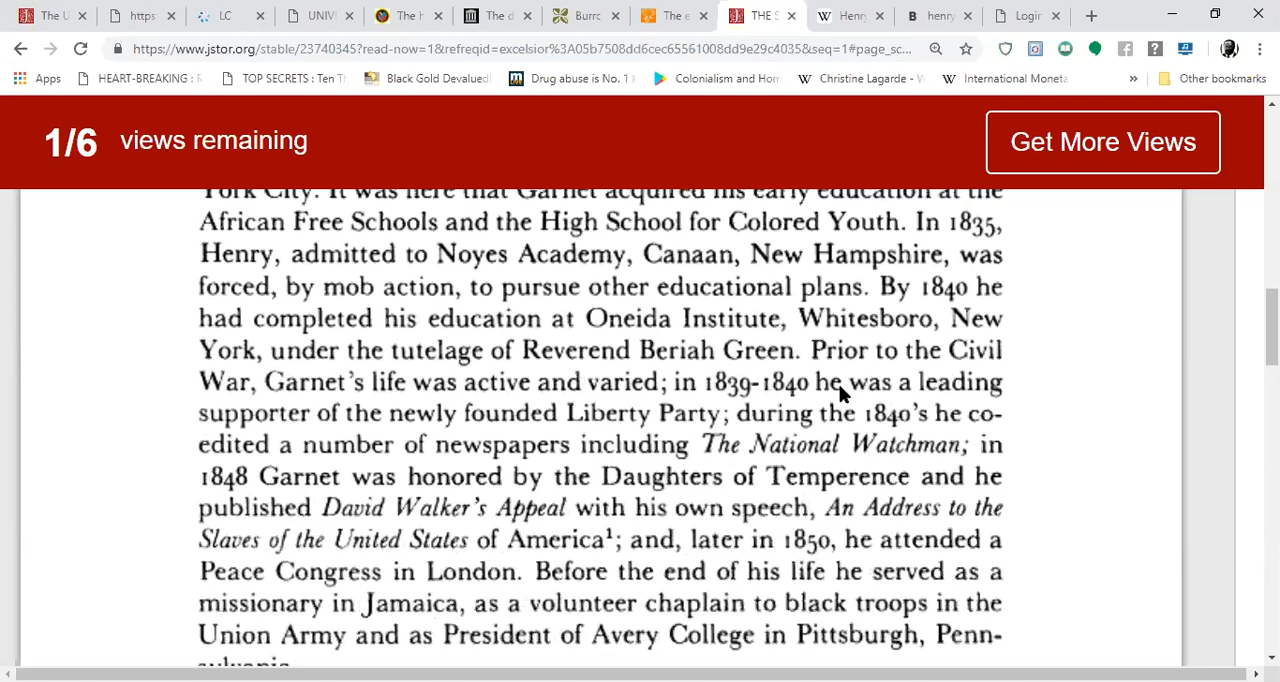 The U
https
LC
UNIV
The h
The d
Burrc
The e
THE S
Henry
henry
Login
https://www.jstor.org/stable/23740345?read-now=1&refreqid=excelsior%3A05b7508dd6cec65561008dd9e29c4035&seq=1#page_sc...
Apps
HEART-BREAKING : R
TOP SECRETS : Ten Th
Black Gold Devalued
Drug abuse is No. 1
Colonialism and Hom
Christine Lagarde - W
International Moneta
»
Other bookmarks
1/6 views remaining
Get More Views
York City. It was here that Garnet acquired his early education at the
African Free Schools and the High School for Colored Youth. In 1835,
Henry, admitted to Noyes Academy, Canaan, New Hampshire, was
forced, by mob action, to pursue other educational plans. By 1840 he
had completed his education at Oneida Institute, Whitesboro, New
York, under the tutelage of Reverend Beriah Green. Prior to the Civil
War, Garnet's life was active and varied; in 1839-1840 he was a leading
supporter of the newly founded Liberty Party; during the 1840's he co-
edited a number of newspapers including The National Watchman; in
1848 Garnet was honored by the Daughters of Temperence and he
published David Walker's Appeal with his own speech, An Address to the
Slaves of the United States of America¹; and, later in 1850, he attended a
Peace Congress in London. Before the end of his life he served as a
missionary in Jamaica, as a volunteer chaplain to black troops in the
Union Army and as President of Avery College in Pittsburgh, Penn-
sylvania.